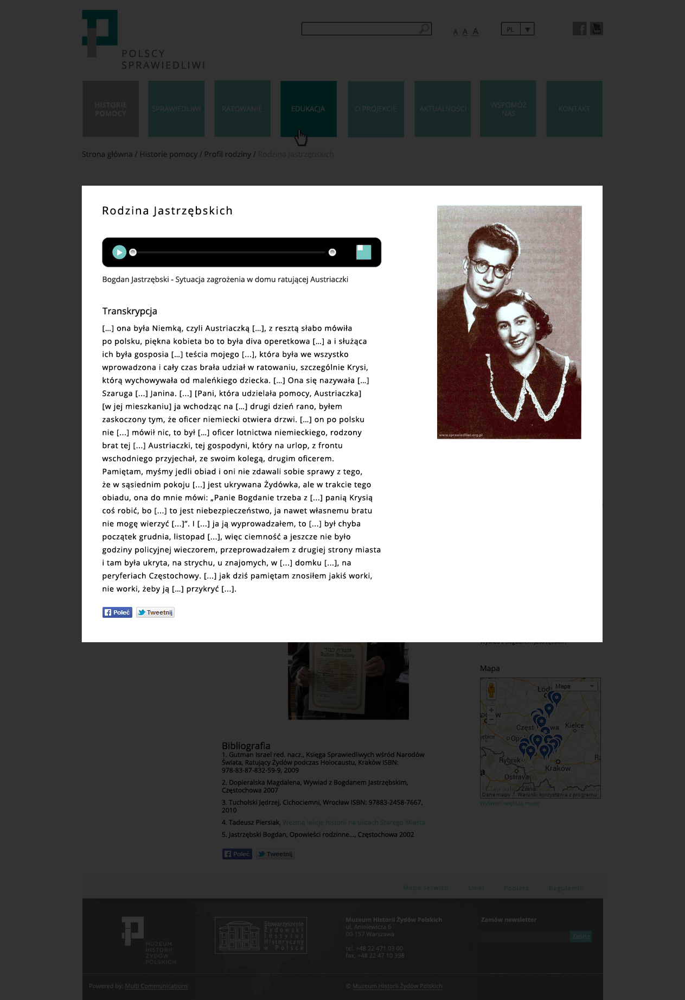 POLSCY
SPRAWIEDLIWI
A A A
PL
You
Tube
HISTORIE
POMOCY
SPRAWIEDLIWI
RATOWANIE
EDUKACJA
O PROJEKCIE
AKTUALNOŚCI
WSPOMÓŻ
NAS
KONTAKT
Strona główna / Historie pomocy / Profil rodziny / Rodzina Jastrzębskich
Rodzina Jastrzębskich
Bogdan Jastrzębski - Sytuacja zagrożenia w domu ratującej Austriaczki
Transkrypcja
[...] ona była Niemką, czyli Austriaczką [...], z resztą słabo mówiła
po polsku, piękna kobieta bo to była diva operetkowa [...] a i służąca
ich była gosposia [...] teścia mojego [...], która była we wszystko
wprowadzona i cały czas brała udział w ratowaniu, szczególnie Krysi,
którą wychowywała od maleńkiego dziecka. [...] Ona się nazywała [...]
Szaruga [...] Janina. [...] [Pani, która udzielała pomocy, Austriaczka]
[w jej mieszkaniu] ja wchodząc na [...] drugi dzień rano, byłem
zaskoczony tym, że oficer niemiecki otwiera drzwi. [...] on po polsku
nie [...] mówił nic, to był [...] oficer lotnictwa niemieckiego, rodzony
brat tej [...] Austriaczki, tej gospodyni, który na urlop, z frontu
wschodniego przyjechał, ze swoim kolegą, drugim oficerem.
Pamiętam, myśmy jedli obiad i oni nie zdawali sobie sprawy z tego,
że w sąsiednim pokoju [...] jest ukrywana Żydówka, ale w trakcie tego
obiadu, ona do mnie mówi: „Panie Bogdanie trzeba z [...] panią Krysią
coś robić, bo [...] to jest niebezpieczeństwo, ja nawet własnemu bratu
nie mogę wierzyć [...]”. I [...] ja ją wyprowadzałem, to [...] był chyba
początek grudnia, listopad [...], więc ciemność a jeszcze nie było
godziny policyjnej wieczorem, przeprowadzałem z drugiej strony miasta
i tam była ukryta, na strychu, u znajomych, w [...] domku [...], na
peryferiach Częstochowy. [...] jak dziś pamiętam znosiłem jakiś worki,
nie worki, żeby ją [...] przykryć [...].
Poleć Tweetnij
www.sprawiedliwi.org.pl
Wywiad z Bogdanem Jastrzębskim
Dyplom Honorowy
www.sprawiedliwi.org.pl
Mapa
Mapa
Kielce
Rybnik
Kraków
Ostrava
Žilina
Dane mapy Warunki korzystania z programu
Wyświetl większą mapę
Bibliografia
1. Gutman Israel red. nacz., Księga Sprawiedliwych wśród Narodów
Świata, Ratujący Żydów podczas Holocaustu, Kraków ISBN:
978-83-87-832-59-9, 2009
2. Dopieralska Magdalena, Wywiad z Bogdanem Jastrzębskim,
Częstochowa 2007
3. Tucholski Jędrzej, Cichociemni, Wrocław ISBN: 97883-2458-7667,
2010
4. Tadeusz Piersiak, Wezmą lekcję historii na ulicach Starego Miasta
5. Jastrzębski Bogdan, Opowieści rodzinne..., Częstochowa 2002
Poleć Tweetnij
Mapa serwisu Linki Pobierz Regulamin
MUZEUM
HISTORII
ŻYDÓW
POLSKICH
Stowarzyszenie
Żydowski
Instytut
Historyczny
w Polsce
Muzeum Historii Żydów Polskich
ul. Anielewicza 6
00-157 Warszawa
tel. +48 22 471 03 00
fax. +48 22 47 10 398
Zamów newsletter
Zapisz
Powered by: Multi Communications
© Muzeum Historii Żydów Polskich